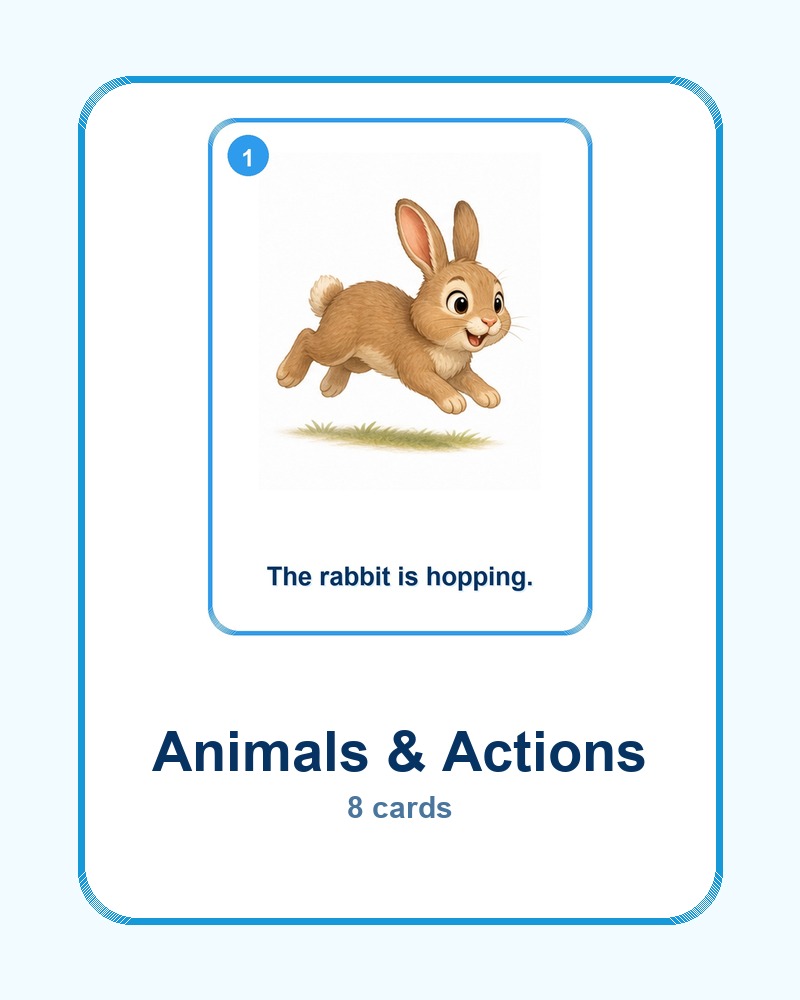 1
The rabbit is hopping.
Animals & Actions
8 cards